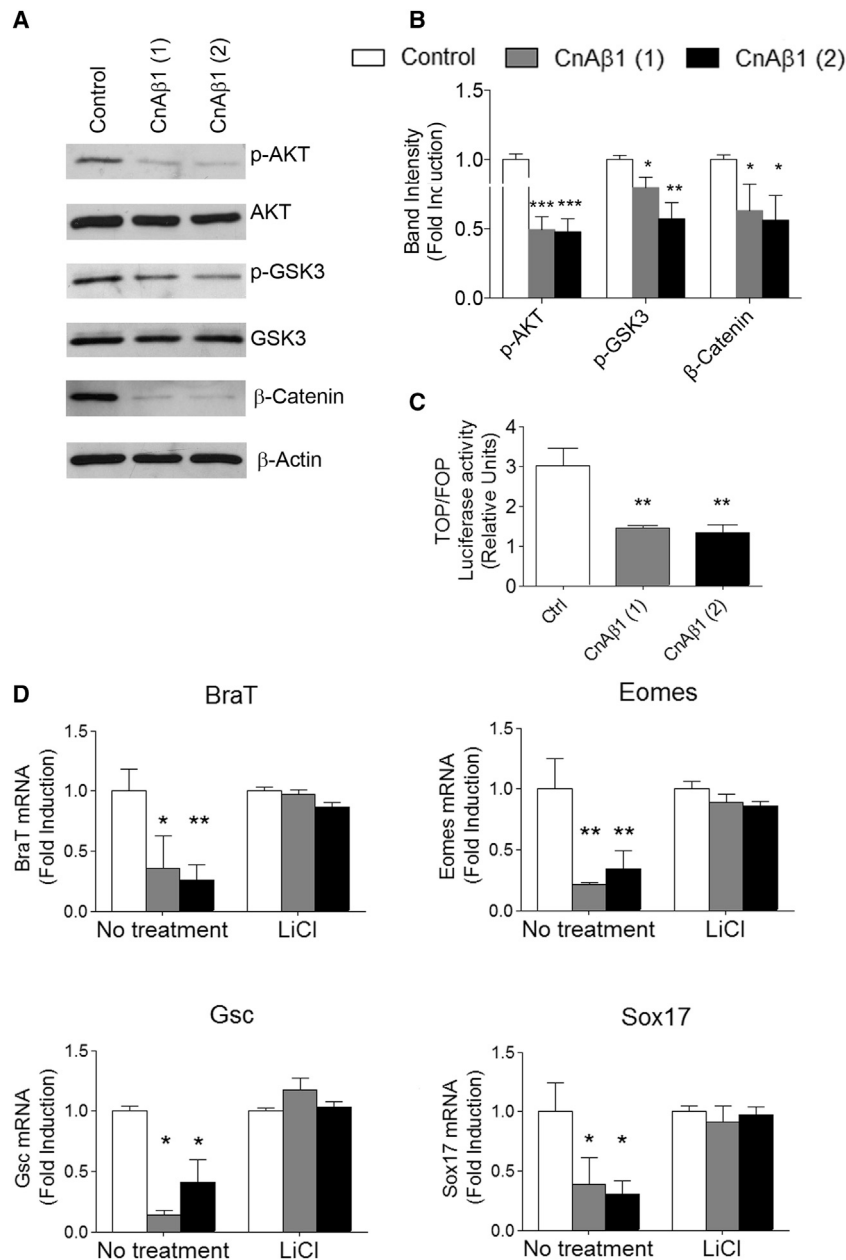 A
Control
CnAβ1 (1)
CnAβ1 (2)
p-AKT
AKT
p-GSK3
GSK3
β-Catenin
β-Actin
B
Control CnAβ1 (1) CnAβ1 (2)
Band Intensity
(Fold Induction)
1.5
1.0
0.5
0.0
*** ***
* **
* *
p-AKT
p-GSK3
β-Catenin
C
TOP/FOP
Luciferase activity
(Relative Units)
4
3
2
1
0
** **
Ctrl
CnAβ1 (1)
CnAβ1 (2)
D
BraT
BraT mRNA
(Fold Induction)
1.5
1.0
0.5
0.0
* **
No treatment LiCl
Eomes
Eomes mRNA
(Fold Induction)
1.5
1.0
0.5
0.0
** **
No treatment LiCl
Gsc
Gsc mRNA
(Fold Induction)
1.5
1.0
0.5
0.0
* *
No treatment LiCl
Sox17
Sox17 mRNA
(Fold Induction)
1.5
1.0
0.5
0.0
* *
No treatment LiCl